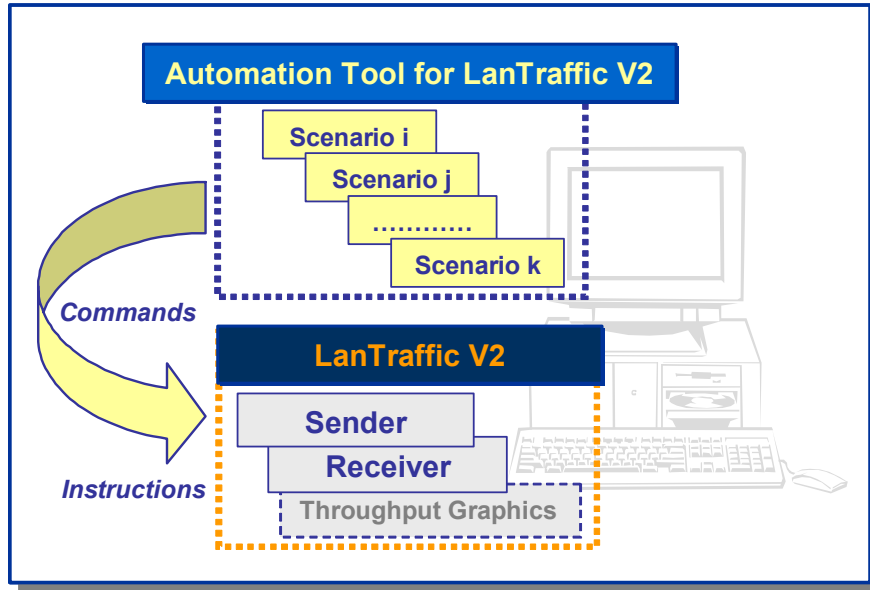 Automation Tool for LanTraffic V2
Scenario i
Scenario j
............
Scenario k
Commands
LanTraffic V2
Sender
Receiver
Instructions
Throughput Graphics